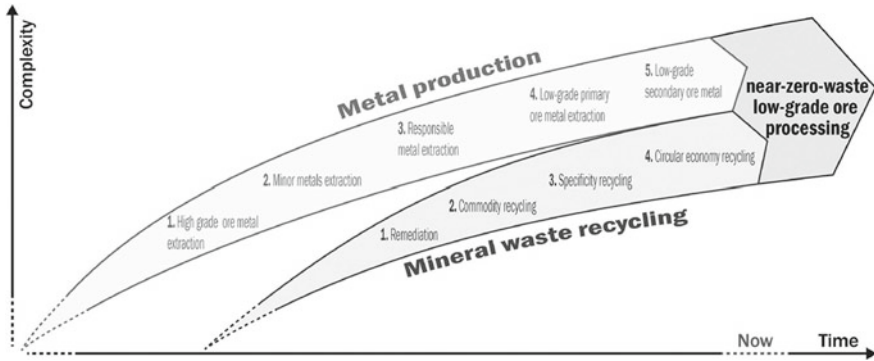 Complexity
Metal production
1. High grade ore metal
extraction
2. Minor metals extraction
3. Responsible
metal extraction
4. Low-grade primary
ore metal extraction
5. Low-grade
secondary ore metal
near-zero-waste
low-grade ore
processing
1. Remediation
2. Commodity recycling
3. Specificity recycling
4. Circular economy recycling
Mineral waste recycling
Now
Time